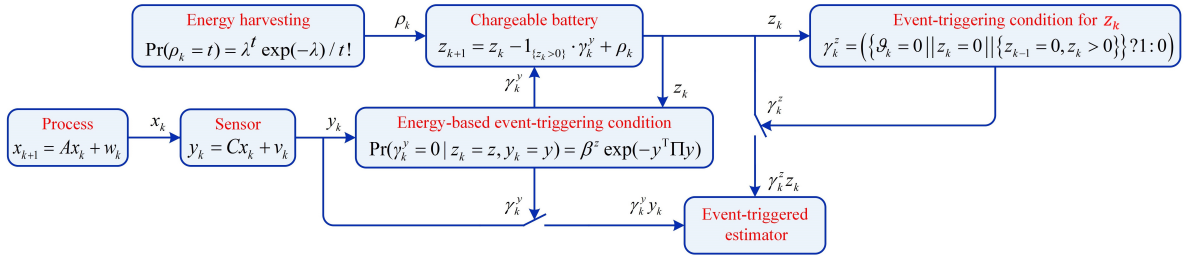 Energy harvesting
Pr(ρ_k = t) = λ^t exp(−λ) / t!
ρ_k
Chargeable battery
z_{k+1} = z_k − 1_{{z_k>0}} · γ_k^y + ρ_k
z_k
Event-triggering condition for z_k
γ_k^z = ({ϑ_k = 0 || z_k = 0 || {z_{k−1} = 0, z_k > 0}} ? 1 : 0)
γ_k^y
z_k
γ_k^z
Process
x_{k+1} = Ax_k + w_k
x_k
Sensor
y_k = Cx_k + v_k
y_k
Energy-based event-triggering condition
Pr(γ_k^y = 0 | z_k = z, y_k = y) = β^z exp(−y^T Πy)
γ_k^z z_k
γ_k^y
γ_k^y y_k
Event-triggered
estimator